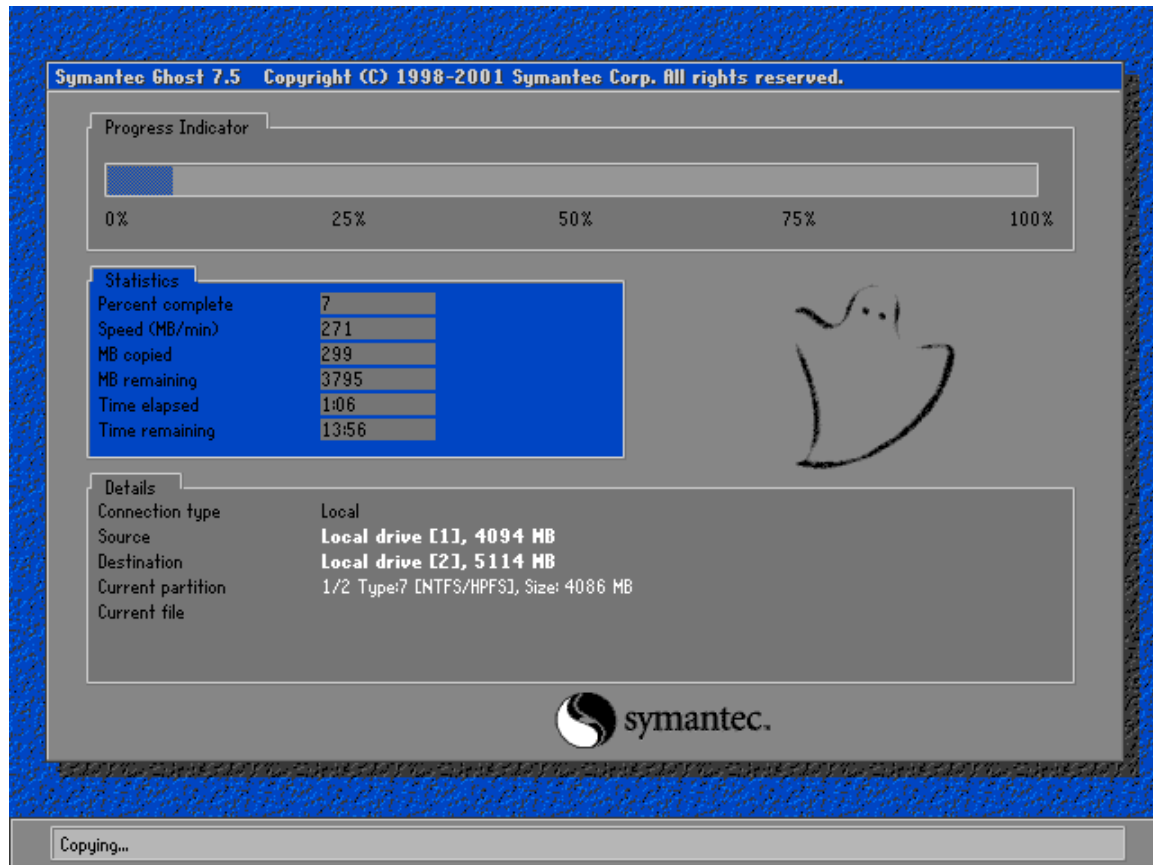 Symantec Ghost 7.5 Copyright (C) 1998-2001 Symantec Corp. All rights reserved.
Progress Indicator
0% 25% 50% 75% 100%
Statistics
Percent complete 7
Speed (MB/min) 271
MB copied 299
MB remaining 3795
Time elapsed 1:06
Time remaining 13:56
Details
Connection type Local
Source Local drive [1], 4094 MB
Destination Local drive [2], 5114 MB
Current partition 1/2 Type:7 [NTFS/HPFS], Size: 4086 MB
Current file
symantec.
Copying...